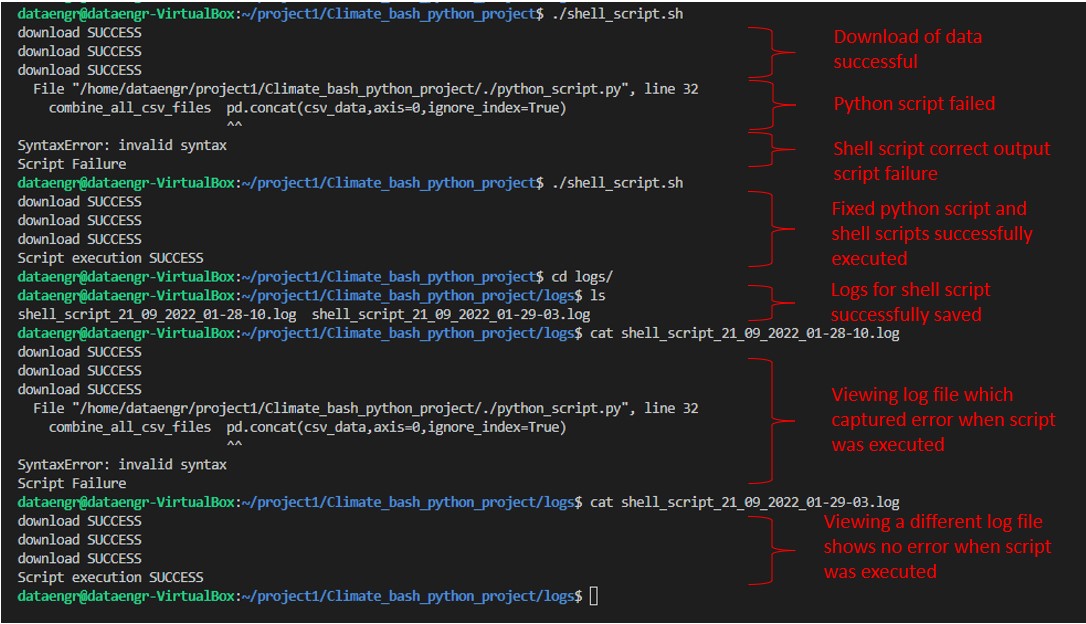 dataengr@dataengr-VirtualBox:~/project1/Climate_bash_python_project$ ./shell_script.sh
download SUCCESS
download SUCCESS
download SUCCESS
Download of data
successful
  File "/home/dataengr/project1/Climate_bash_python_project/./python_script.py", line 32
    combine_all_csv_files  pd.concat(csv_data,axis=0,ignore_index=True)
                           ^^
Python script failed
SyntaxError: invalid syntax
Script Failure
Shell script correct output
script failure
dataengr@dataengr-VirtualBox:~/project1/Climate_bash_python_project$ ./shell_script.sh
download SUCCESS
download SUCCESS
download SUCCESS
Script execution SUCCESS
Fixed python script and
shell scripts successfully
executed
dataengr@dataengr-VirtualBox:~/project1/Climate_bash_python_project$ cd logs/
dataengr@dataengr-VirtualBox:~/project1/Climate_bash_python_project/logs$ ls
shell_script_21_09_2022_01-28-10.log  shell_script_21_09_2022_01-29-03.log
Logs for shell script
successfully saved
dataengr@dataengr-VirtualBox:~/project1/Climate_bash_python_project/logs$ cat shell_script_21_09_2022_01-28-10.log
download SUCCESS
download SUCCESS
download SUCCESS
  File "/home/dataengr/project1/Climate_bash_python_project/./python_script.py", line 32
    combine_all_csv_files  pd.concat(csv_data,axis=0,ignore_index=True)
                           ^^
SyntaxError: invalid syntax
Script Failure
Viewing log file which
captured error when script
was executed
dataengr@dataengr-VirtualBox:~/project1/Climate_bash_python_project/logs$ cat shell_script_21_09_2022_01-29-03.log
download SUCCESS
download SUCCESS
download SUCCESS
Script execution SUCCESS
Viewing a different log file
shows no error when script
was executed
dataengr@dataengr-VirtualBox:~/project1/Climate_bash_python_project/logs$